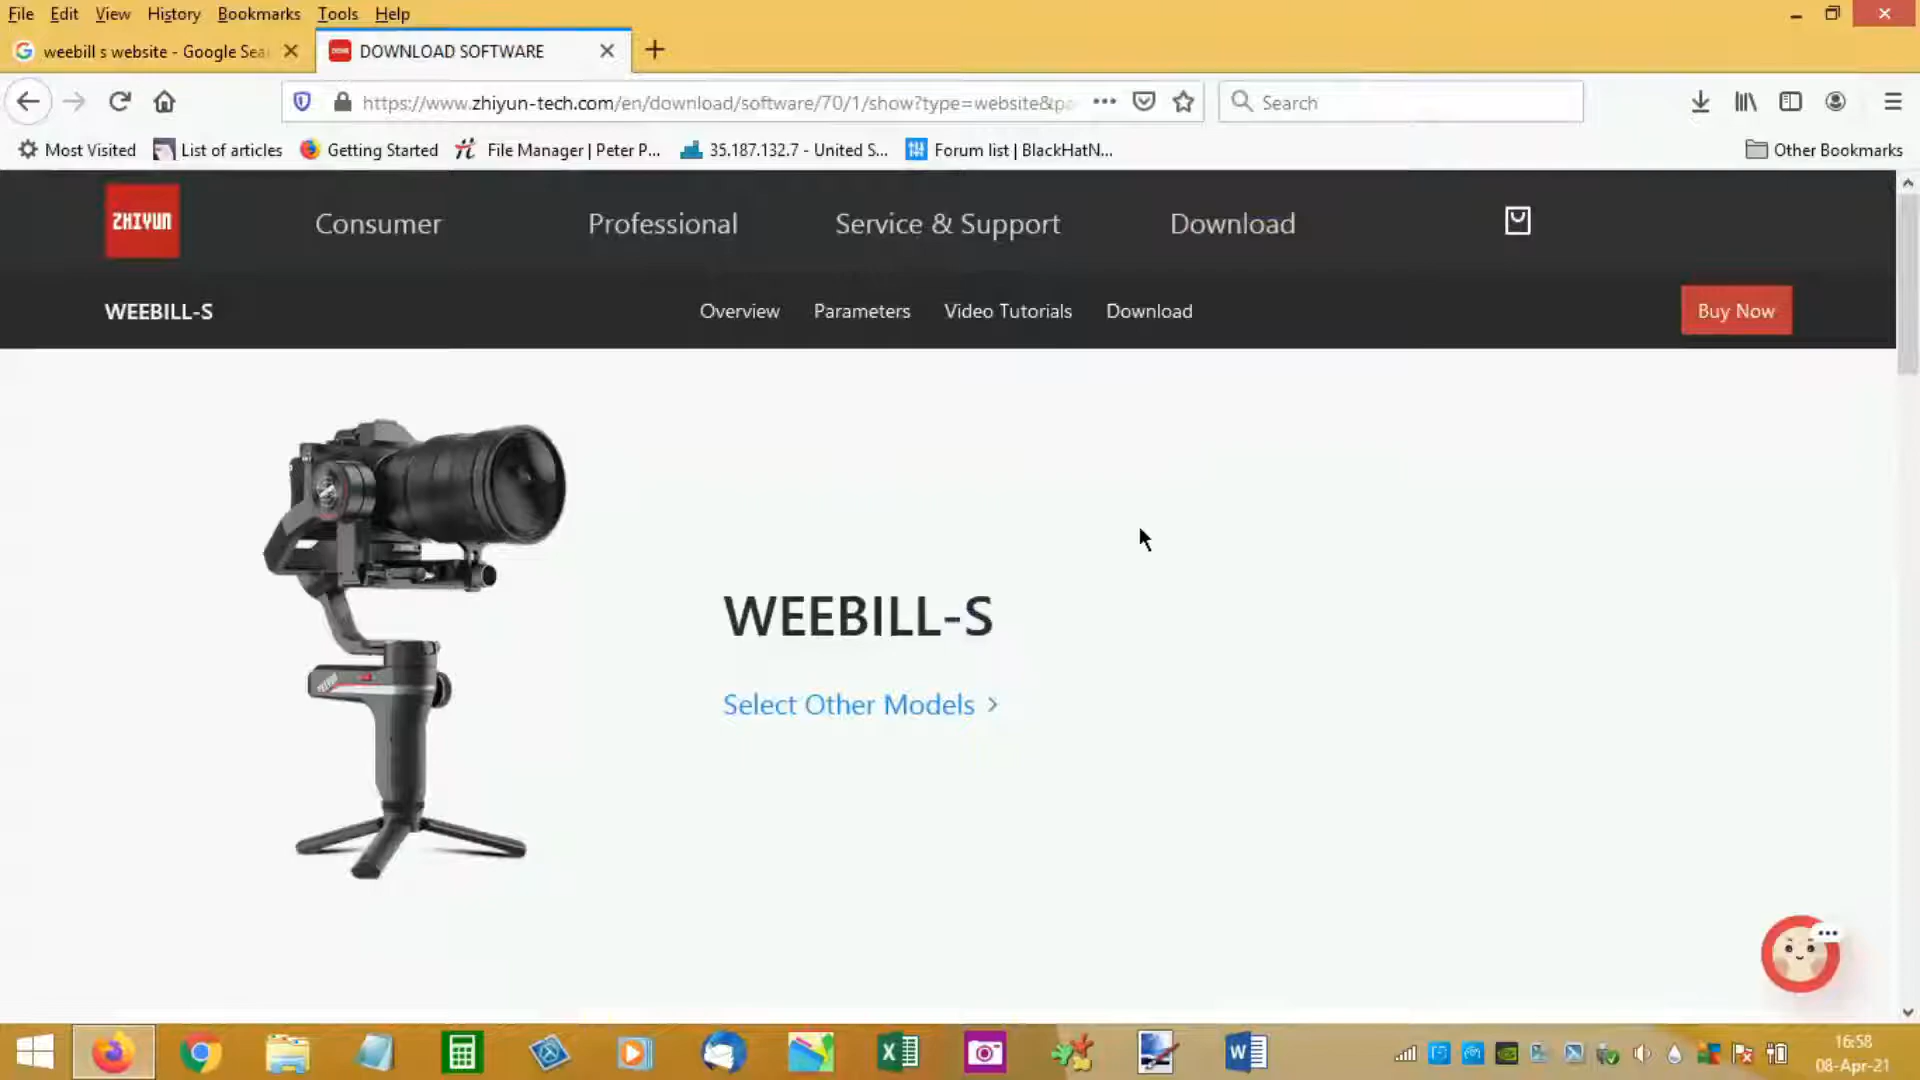 File Edit View History Bookmarks Tools Help
weebill s website - Google Sea
DOWNLOAD SOFTWARE
https://www.zhiyun-tech.com/en/download/software/70/1/show?type=website&pa
Search
Most Visited
List of articles
Getting Started
File Manager | Peter P...
35.187.132.7 - United S...
Forum list | BlackHatN...
Other Bookmarks
ZHIYUN
Consumer
Professional
Service & Support
Download
WEEBILL-S
Overview
Parameters
Video Tutorials
Download
Buy Now
WEEBILL-S
Select Other Models >
16:58
08-Apr-21